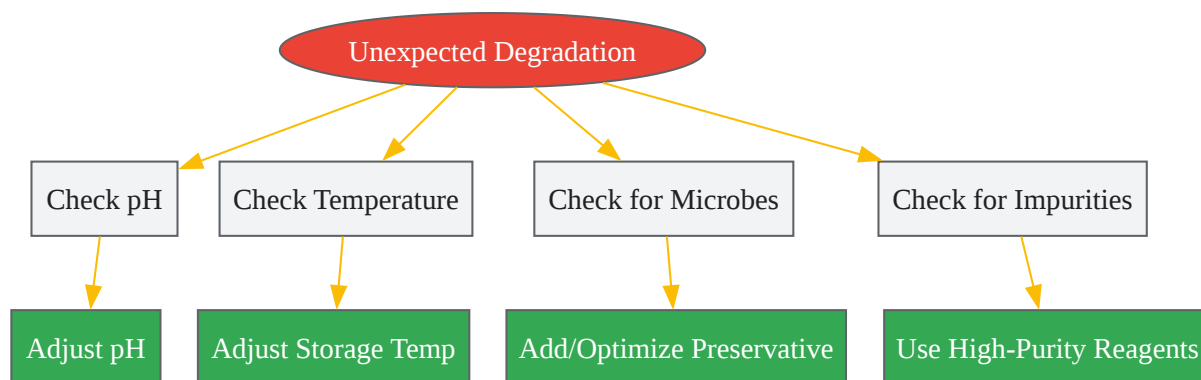 Unexpected Degradation
Check pH
Check Temperature
Check for Microbes
Check for Impurities
Adjust pH
Adjust Storage Temp
Add/Optimize Preservative
Use High-Purity Reagents